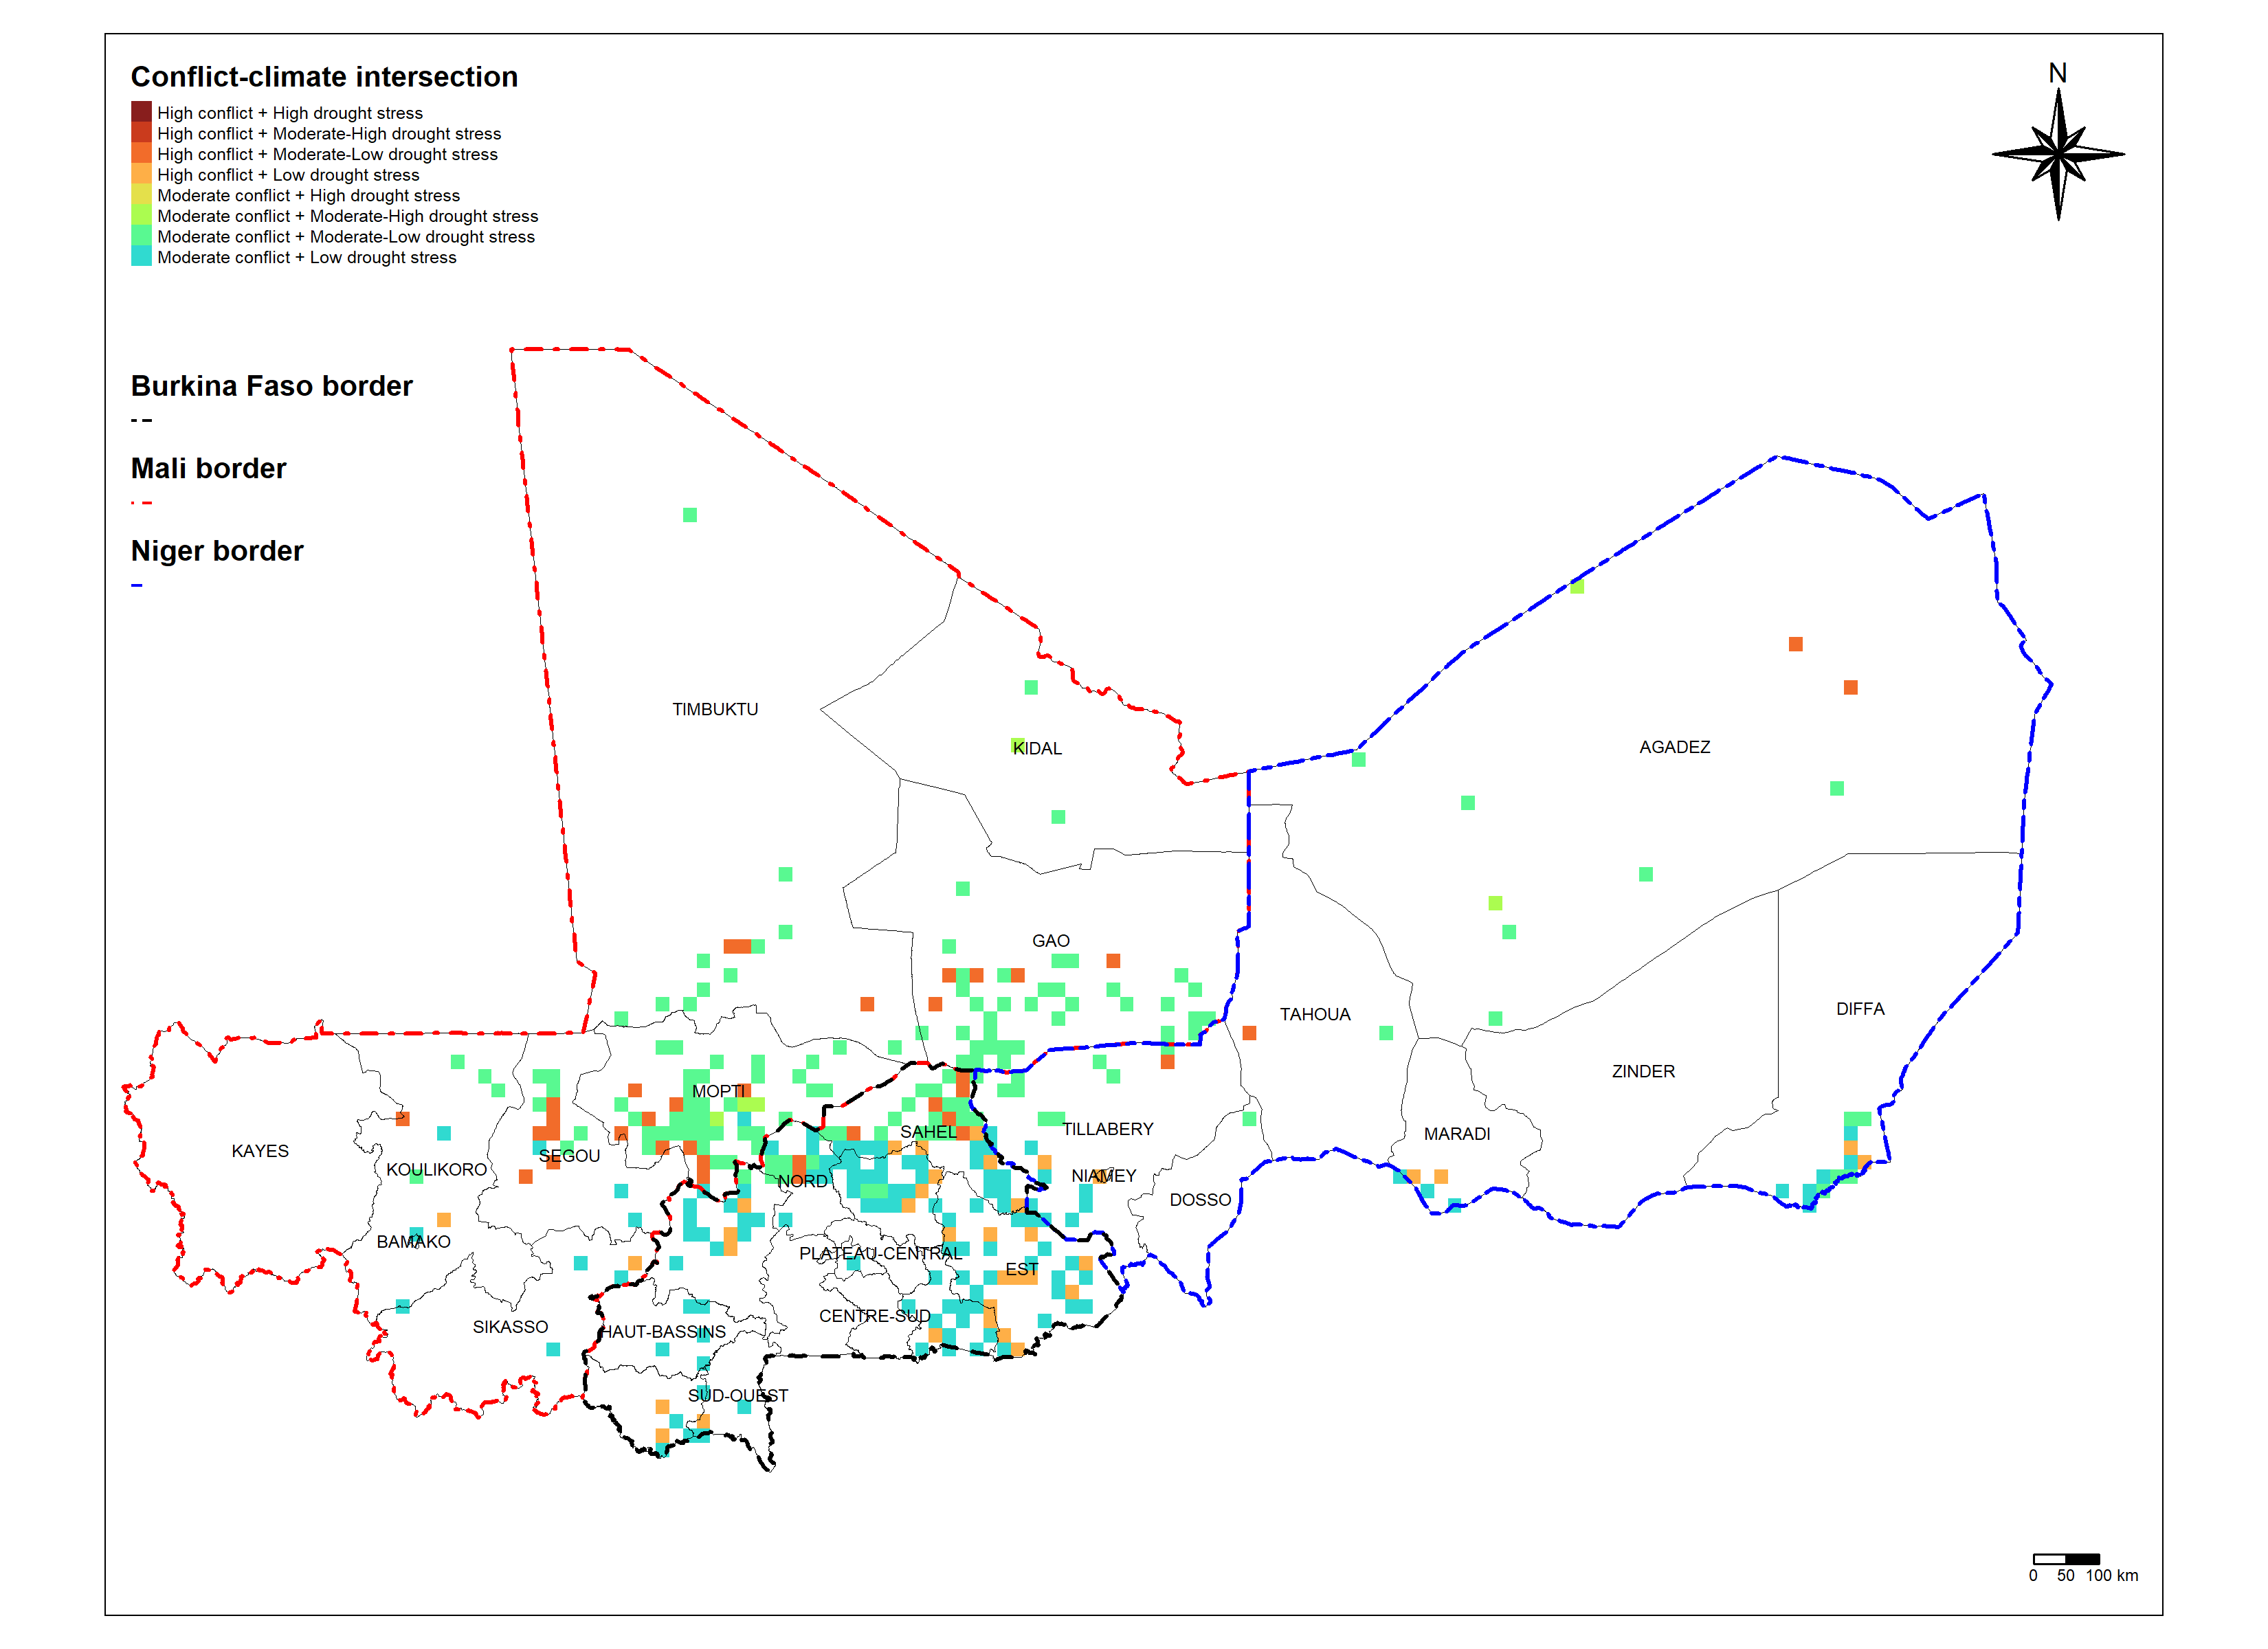 Conflict-climate intersection
High conflict + High drought stress
High conflict + Moderate-High drought stress
High conflict + Moderate-Low drought stress
High conflict + Low drought stress
Moderate conflict + High drought stress
Moderate conflict + Moderate-High drought stress
Moderate conflict + Moderate-Low drought stress
Moderate conflict + Low drought stress
N
Burkina Faso border
Mali border
Niger border
TIMBUKTU
KIDAL
AGADEZ
GAO
DIFFA
TAHOUA
ZINDER
MOPTI
SAHEL
TILLABERY
MARADI
KAYES
SEGOU
KOULIKORO
NORD
NIAMEY
DOSSO
BAMAKO
PLATEAU-CENTRAL
EST
CENTRE-SUD
SIKASSO
HAUT-BASSINS
SUD-OUEST
0 50 100 km